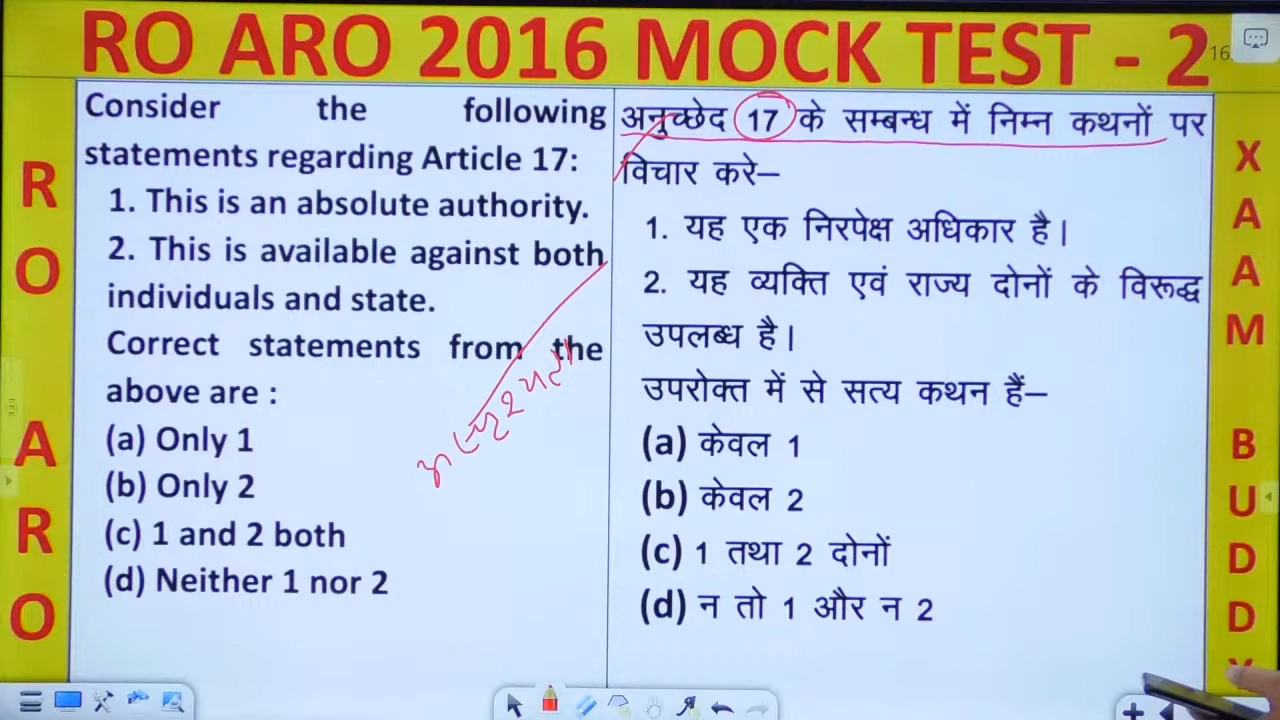 RO ARO 2016 MOCK TEST - 2
Consider the following
statements regarding Article 17:
1. This is an absolute authority.
2. This is available against both
individuals and state.
Correct statements from the
above are :
(a) Only 1
(b) Only 2
(c) 1 and 2 both
(d) Neither 1 nor 2
अस्पृश्यता
अनुच्छेद 17 के सम्बन्ध में निम्न कथनों पर
विचार करे–
1. यह एक निरपेक्ष अधिकार है।
2. यह व्यक्ति एवं राज्य दोनों के विरूद्ध
उपलब्ध है।
उपरोक्त में से सत्य कथन हैं–
(a) केवल 1
(b) केवल 2
(c) 1 तथा 2 दोनों
(d) न तो 1 और न 2
R
O
A
R
O
X
A
A
M
B
U
D
D
Y